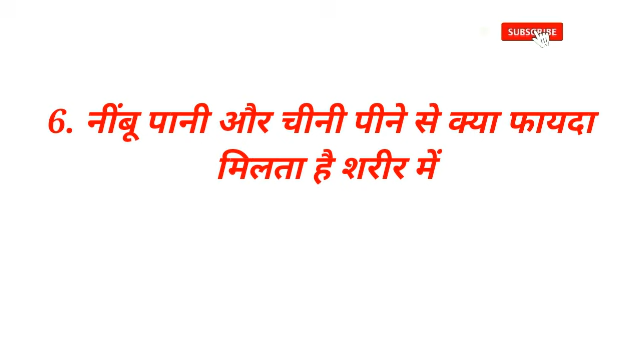 SUBSCRIBE
6. नींबू पानी और चीनी पीने से क्या फायदा
मिलता है शरीर में